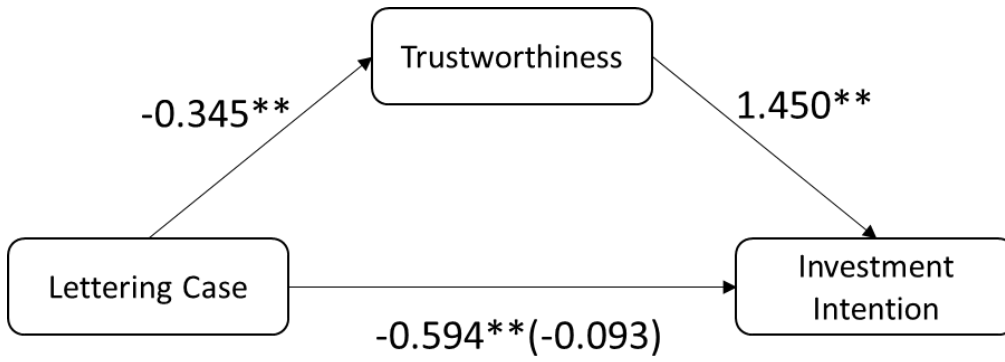 Trustworthiness
-0.345**
1.450**
Lettering Case
Investment
Intention
-0.594**(-0.093)